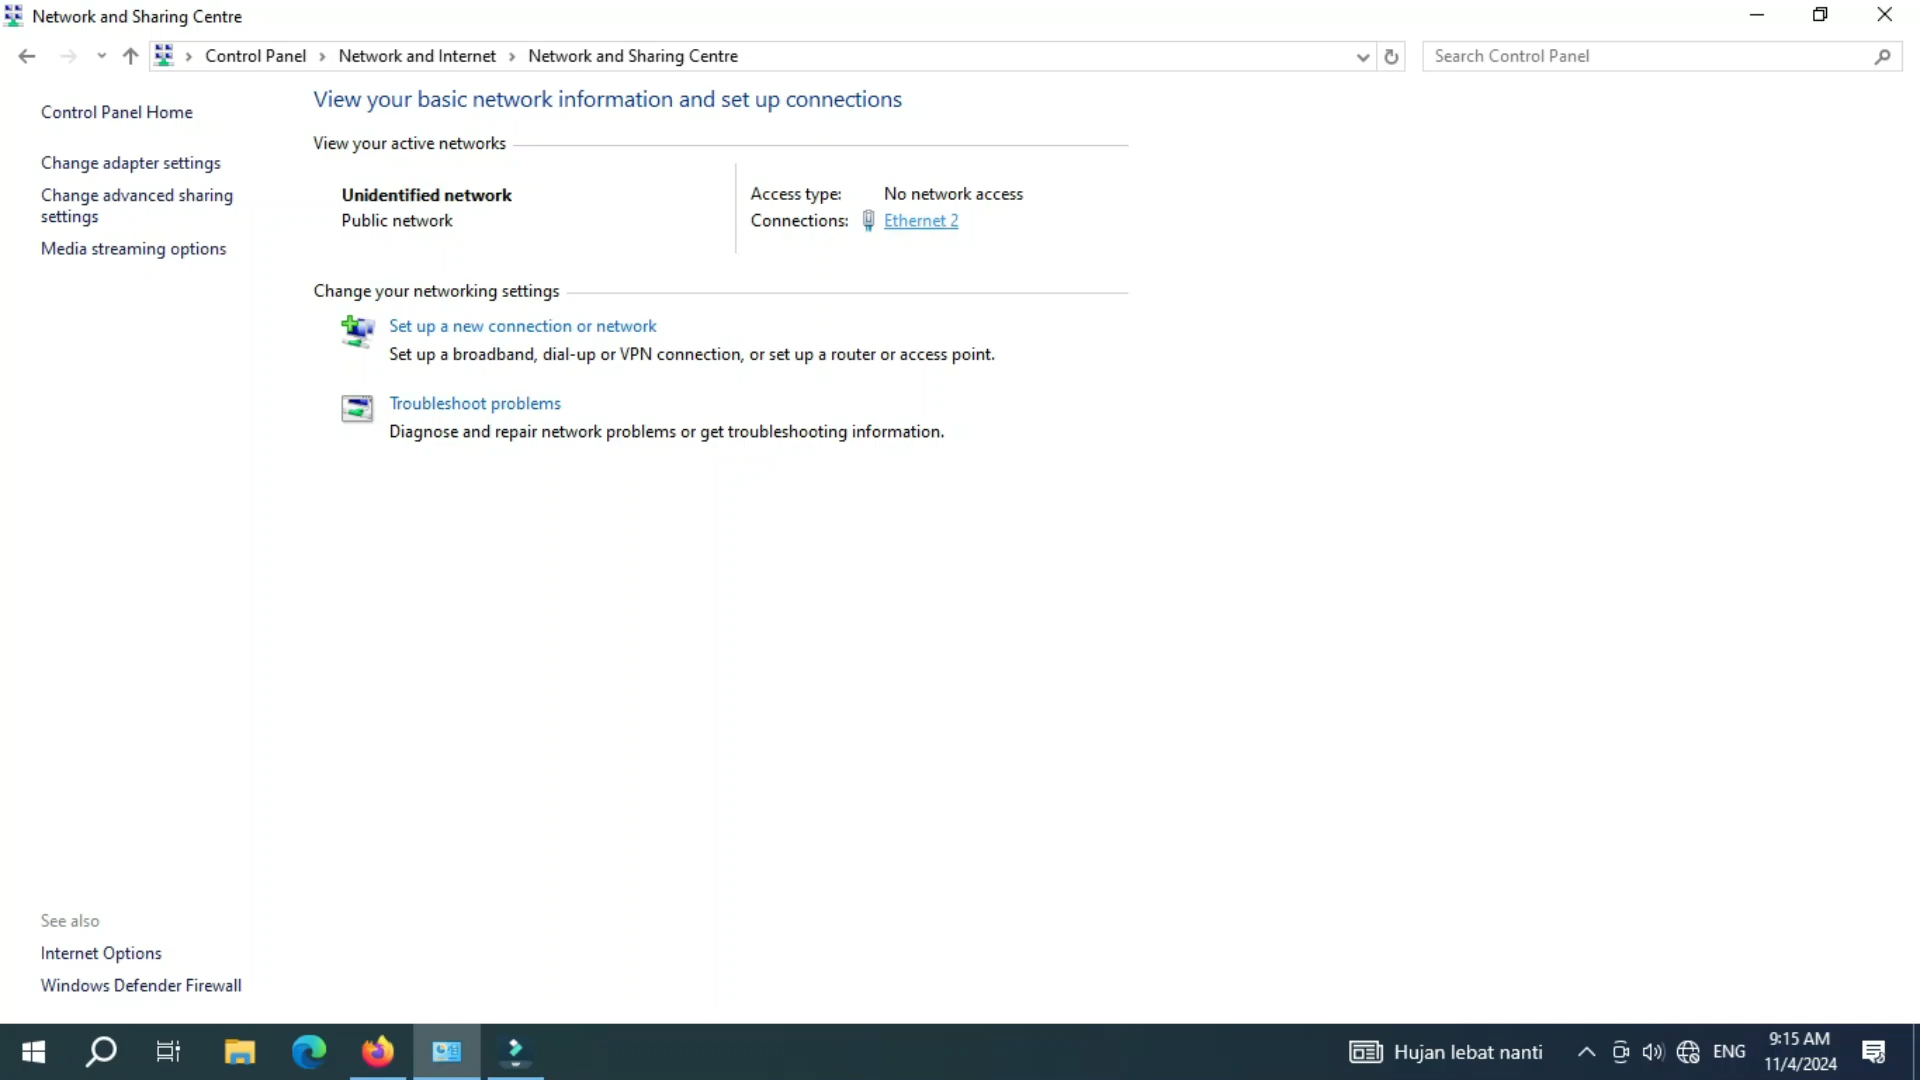 Network and Sharing Centre
Control Panel > Network and Internet > Network and Sharing Centre
Search Control Panel
Control Panel Home
Change adapter settings
Change advanced sharing
settings
Media streaming options
View your basic network information and set up connections
View your active networks
Unidentified network
Public network
Access type: No network access
Connections: Ethernet 2
Change your networking settings
Set up a new connection or network
Set up a broadband, dial-up or VPN connection, or set up a router or access point.
Troubleshoot problems
Diagnose and repair network problems or get troubleshooting information.
See also
Internet Options
Windows Defender Firewall
Hujan lebat nanti
ENG
9:15 AM
11/4/2024